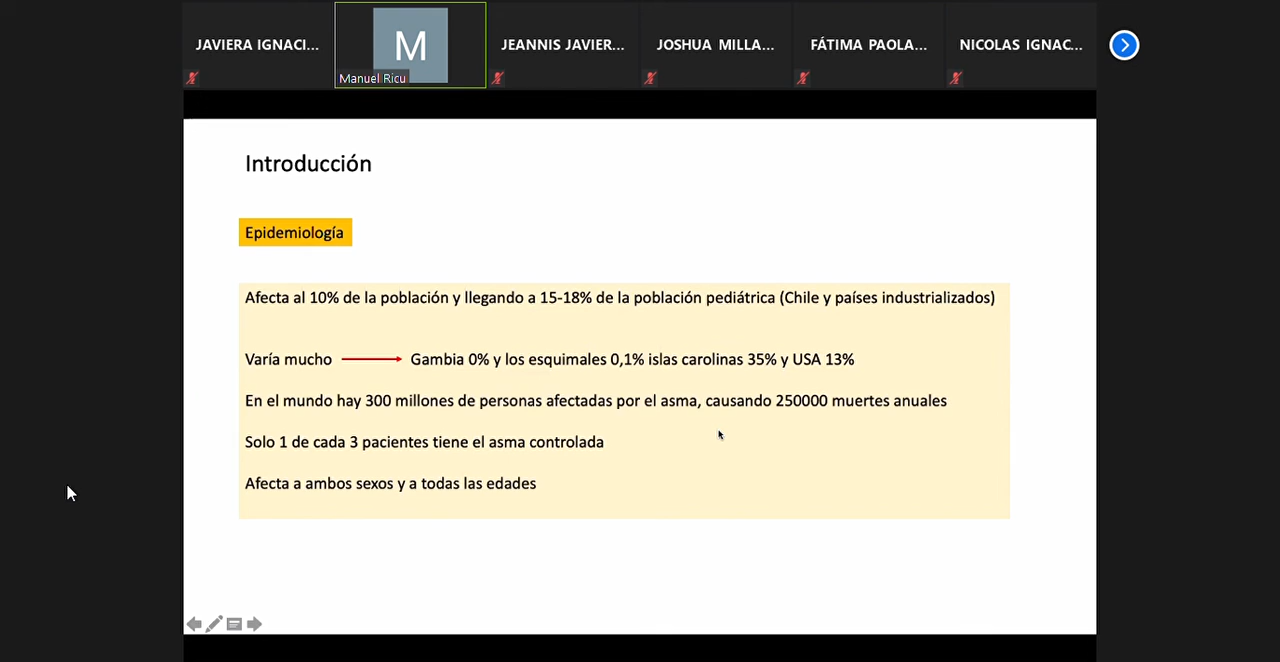 JAVIERA IGNACI...
M
Manuel Ricu
JEANNIS JAVIER...
JOSHUA MILLA...
FÁTIMA PAOLA...
NICOLAS IGNAC...
Introducción
Epidemiología
Afecta al 10% de la población y llegando a 15-18% de la población pediátrica (Chile y países industrializados)
Varía mucho Gambia 0% y los esquimales 0,1% islas carolinas 35% y USA 13%
En el mundo hay 300 millones de personas afectadas por el asma, causando 250000 muertes anuales
Solo 1 de cada 3 pacientes tiene el asma controlada
Afecta a ambos sexos y a todas las edades